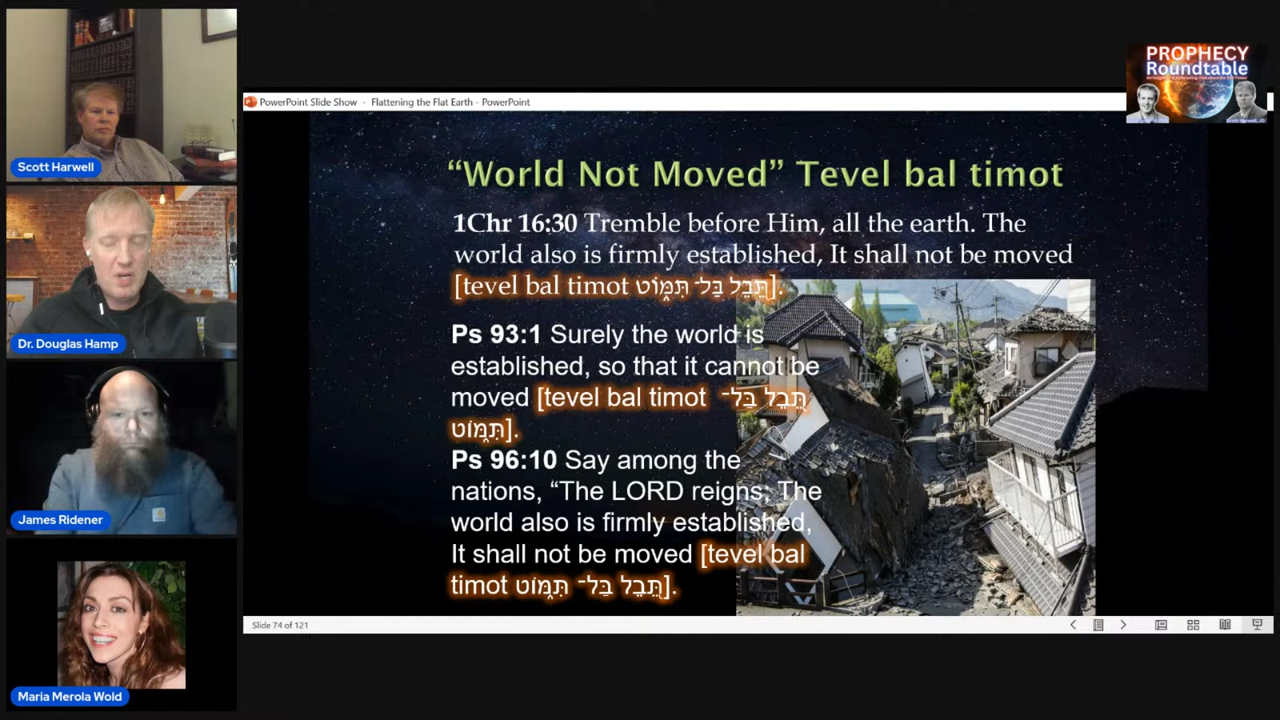 PROPHECY
Roundtable
PowerPoint Slide Show - Flattening the Flat Earth - PowerPoint
Scott Harwell
“World Not Moved” Tevel bal timot
1Chr 16:30 Tremble before Him, all the earth. The
world also is firmly established, It shall not be moved
[tevel bal timot תֵּבֵ֖ל בַּל־ תִּמּֽוֹט].
Ps 93:1 Surely the world is
established, so that it cannot be
moved [tevel bal timot תֵּבֵ֖ל בַּל־
תִּמּֽוֹט].
Ps 96:10 Say among the
nations, “The LORD reigns; The
world also is firmly established,
It shall not be moved [tevel bal
timot תֵּבֵ֖ל בַּל־ תִּמּֽוֹט].
Dr. Douglas Hamp
James Ridener
Maria Merola Wold
Slide 74 of 121